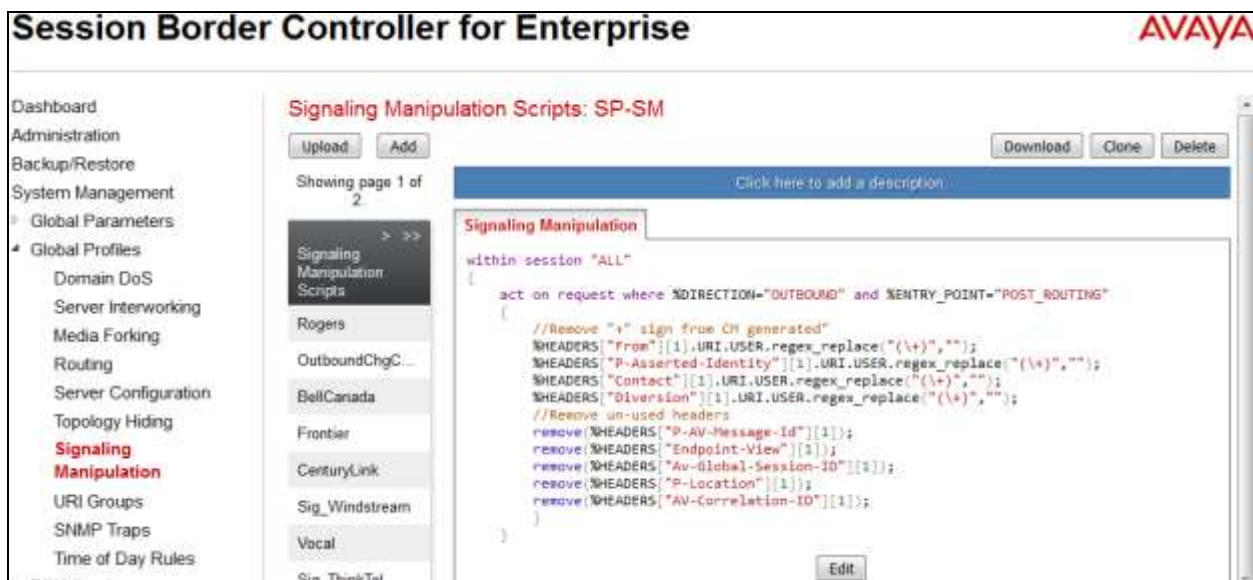 Session Border Controller for Enterprise
AVAYA
Dashboard
Administration
Backup/Restore
System Management
Global Parameters
Global Profiles
Domain DoS
Server Interworking
Media Forking
Routing
Server Configuration
Topology Hiding
Signaling
Manipulation
URI Groups
SNMP Traps
Time of Day Rules
Signaling Manipulation Scripts: SP-SM
Upload Add
Download Clone Delete
Showing page 1 of
2.
> >>
Signaling
Manipulation
Scripts
Rogers
OutboundChgC...
BellCanada
Frontier
CenturyLink
Sig_Windstream
Vocal
Sig_ThinkTel
Click here to add a description.
Signaling Manipulation
within session "ALL"
{
act on request where %DIRECTION="OUTBOUND" and %ENTRY_POINT="POST_ROUTING"
{
//Remove "+" sign from CM generated"
%HEADERS["From"][1].URI.USER.regex_replace("(\+)","");
%HEADERS["P-Asserted-Identity"][1].URI.USER.regex_replace("(\+)","");
%HEADERS["Contact"][1].URI.USER.regex_replace("(\+)","");
%HEADERS["Diversion"][1].URI.USER.regex_replace("(\+)","");
//Remove un-used headers
remove(%HEADERS["P-AV-Message-Id"][1]);
remove(%HEADERS["Endpoint-View"][1]);
remove(%HEADERS["Av-Global-Session-ID"][1]);
remove(%HEADERS["P-Location"][1]);
remove(%HEADERS["AV-Correlation-ID"][1]);
}
}
Edit